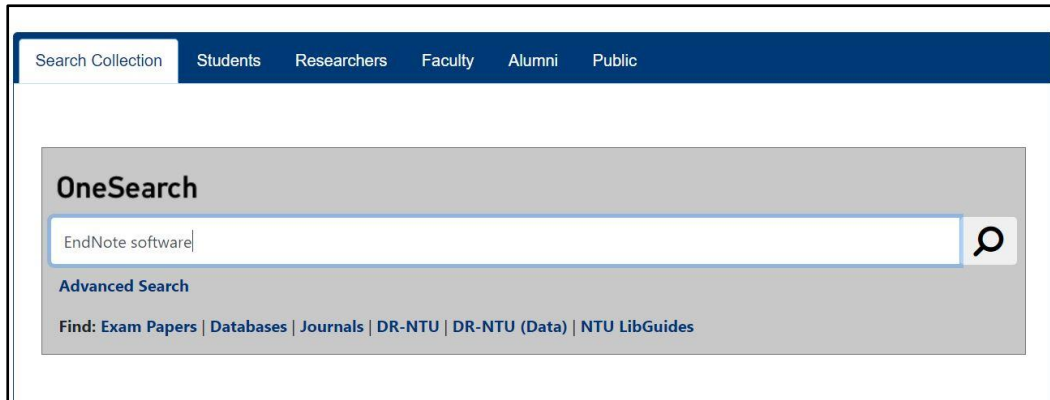 Search Collection Students Researchers Faculty Alumni Public
OneSearch
EndNote software
Advanced Search
Find: Exam Papers | Databases | Journals | DR-NTU | DR-NTU (Data) | NTU LibGuides